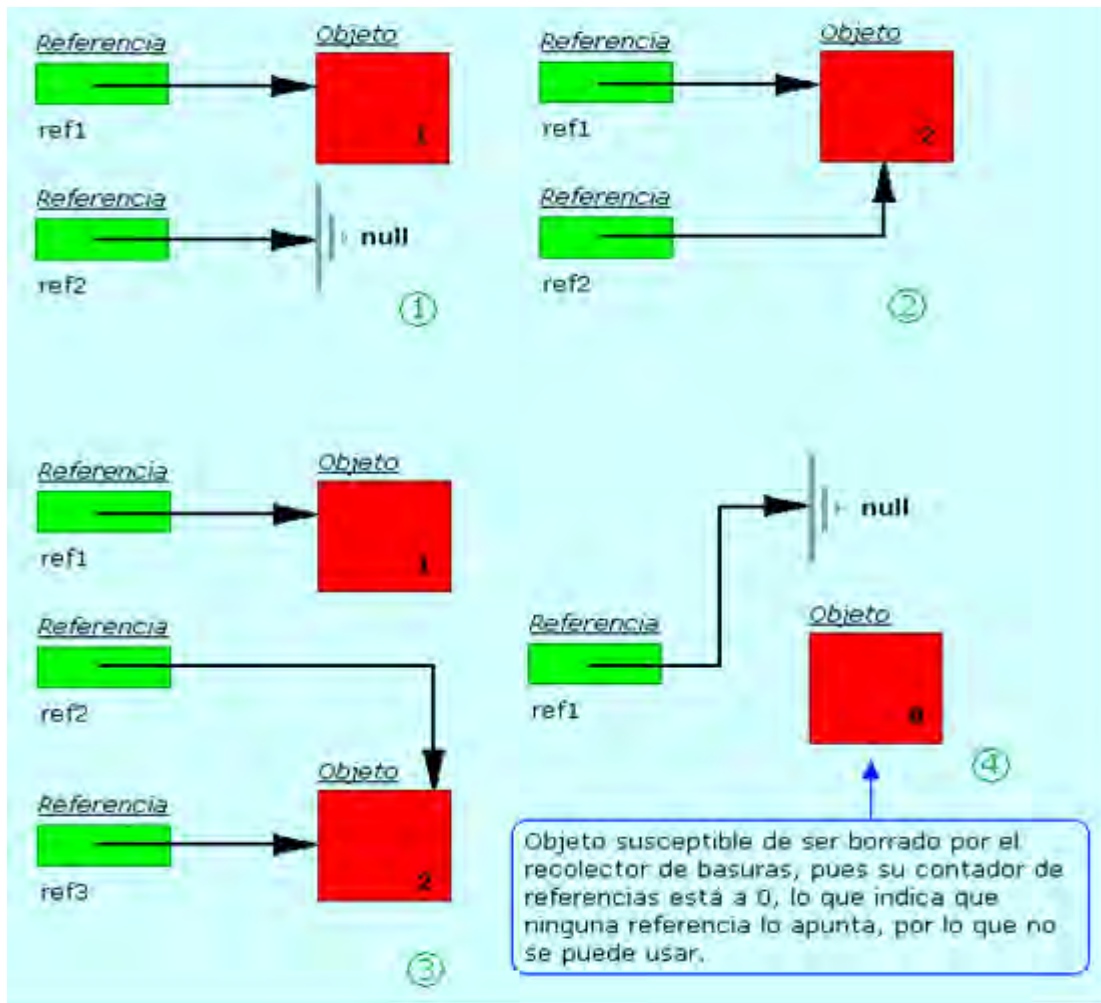 Referencia
Objeto
ref1
1
Referencia
null
ref2
①
Referencia
Objeto
ref1
2
Referencia
ref2
②
Referencia
Objeto
ref1
1
Referencia
ref2
Objeto
Referencia
2
ref3
③
null
Referencia
Objeto
ref1
0
④
Objeto susceptible de ser borrado por el
recolector de basuras, pues su contador de
referencias está a 0, lo que indica que
ninguna referencia lo apunta, por lo que no
se puede usar.